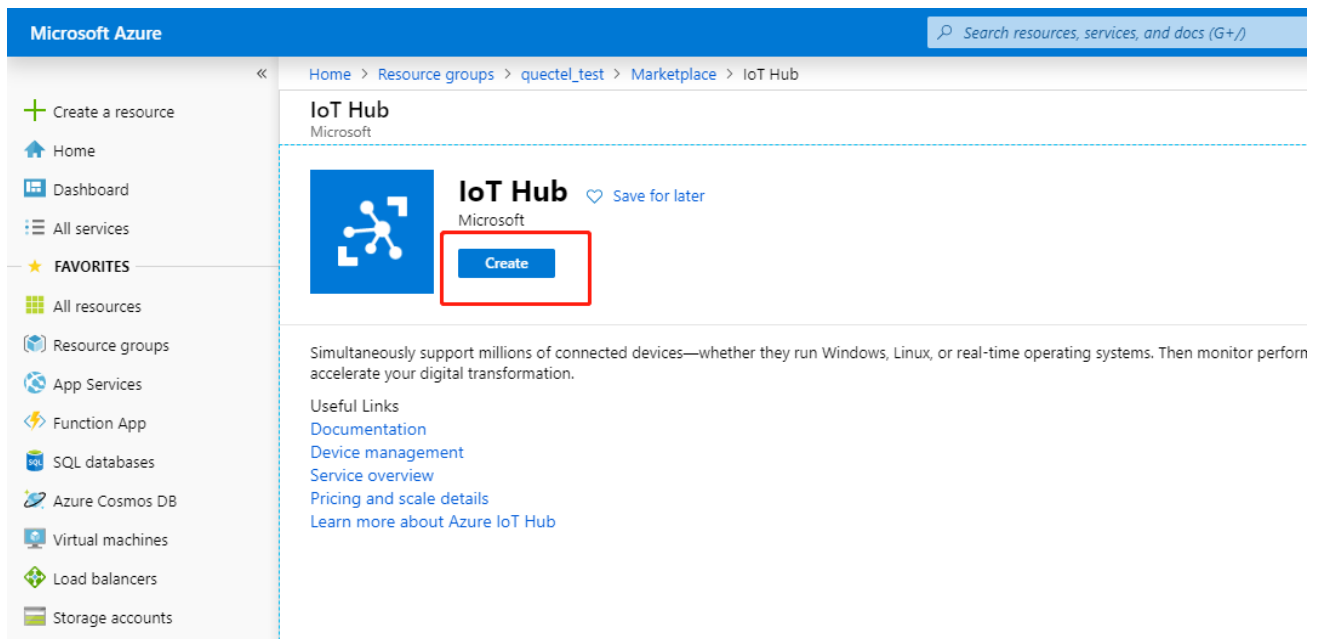 Microsoft Azure
Search resources, services, and docs (G+/)
«
Home > Resource groups > quectel_test > Marketplace > IoT Hub
Create a resource
Home
Dashboard
All services
FAVORITES
All resources
Resource groups
App Services
Function App
SQL databases
Azure Cosmos DB
Virtual machines
Load balancers
Storage accounts
IoT Hub
Microsoft
IoT Hub
Save for later
Microsoft
Create
Simultaneously support millions of connected devices—whether they run Windows, Linux, or real-time operating systems. Then monitor perform
accelerate your digital transformation.
Useful Links
Documentation
Device management
Service overview
Pricing and scale details
Learn more about Azure IoT Hub